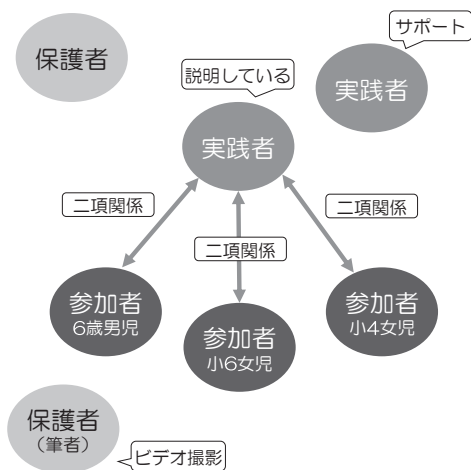 保護者
サポート
説明している
実践者
実践者
二項関係
二項関係
二項関係
参加者
6歳男児
参加者
小6女児
参加者
小4女児
保護者
（筆者）
ビデオ撮影